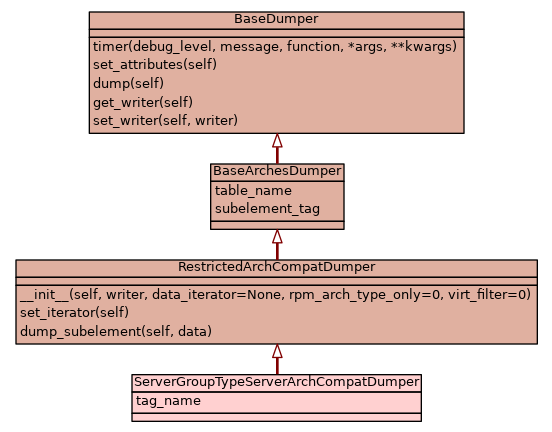 BaseDumper
timer(debug_level, message, function, *args, **kwargs)
set_attributes(self)
dump(self)
get_writer(self)
set_writer(self, writer)
BaseArchesDumper
table_name
subelement_tag
RestrictedArchCompatDumper
__init__(self, writer, data_iterator=None, rpm_arch_type_only=0, virt_filter=0)
set_iterator(self)
dump_subelement(self, data)
ServerGroupTypeServerArchCompatDumper
tag_name